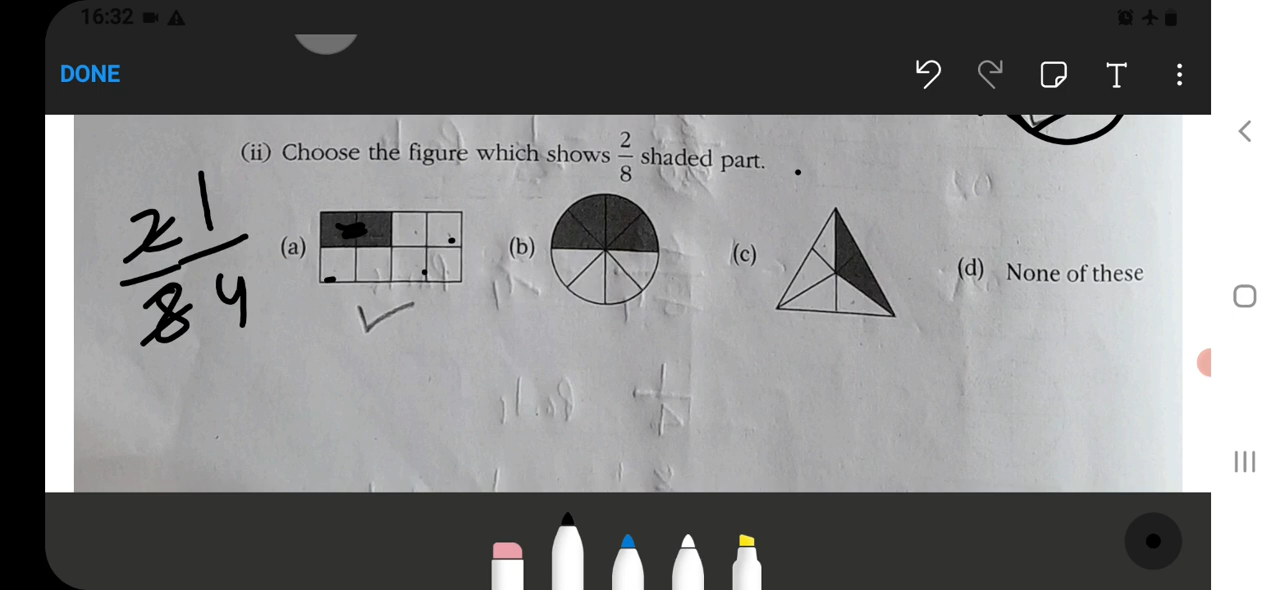 16:32
DONE
T
(ii) Choose the figure which shows 2/8 shaded part.
2/8 1/4
(a) (b) (c) (d) None of these